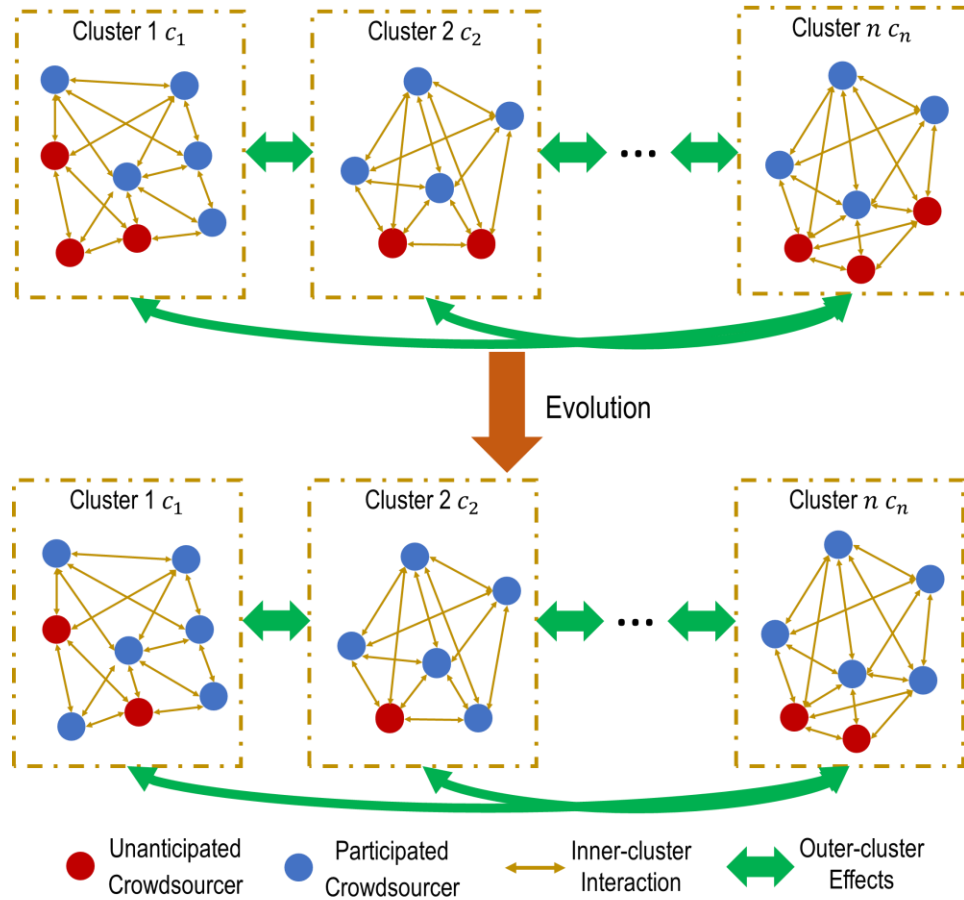 Cluster 1 c₁
Cluster 2 c₂
Cluster n cₙ
...
Evolution
Cluster 1 c₁
Cluster 2 c₂
Cluster n cₙ
...
Unanticipated
Crowdsourcer
Participated
Crowdsourcer
Inner-cluster
Interaction
Outer-cluster
Effects